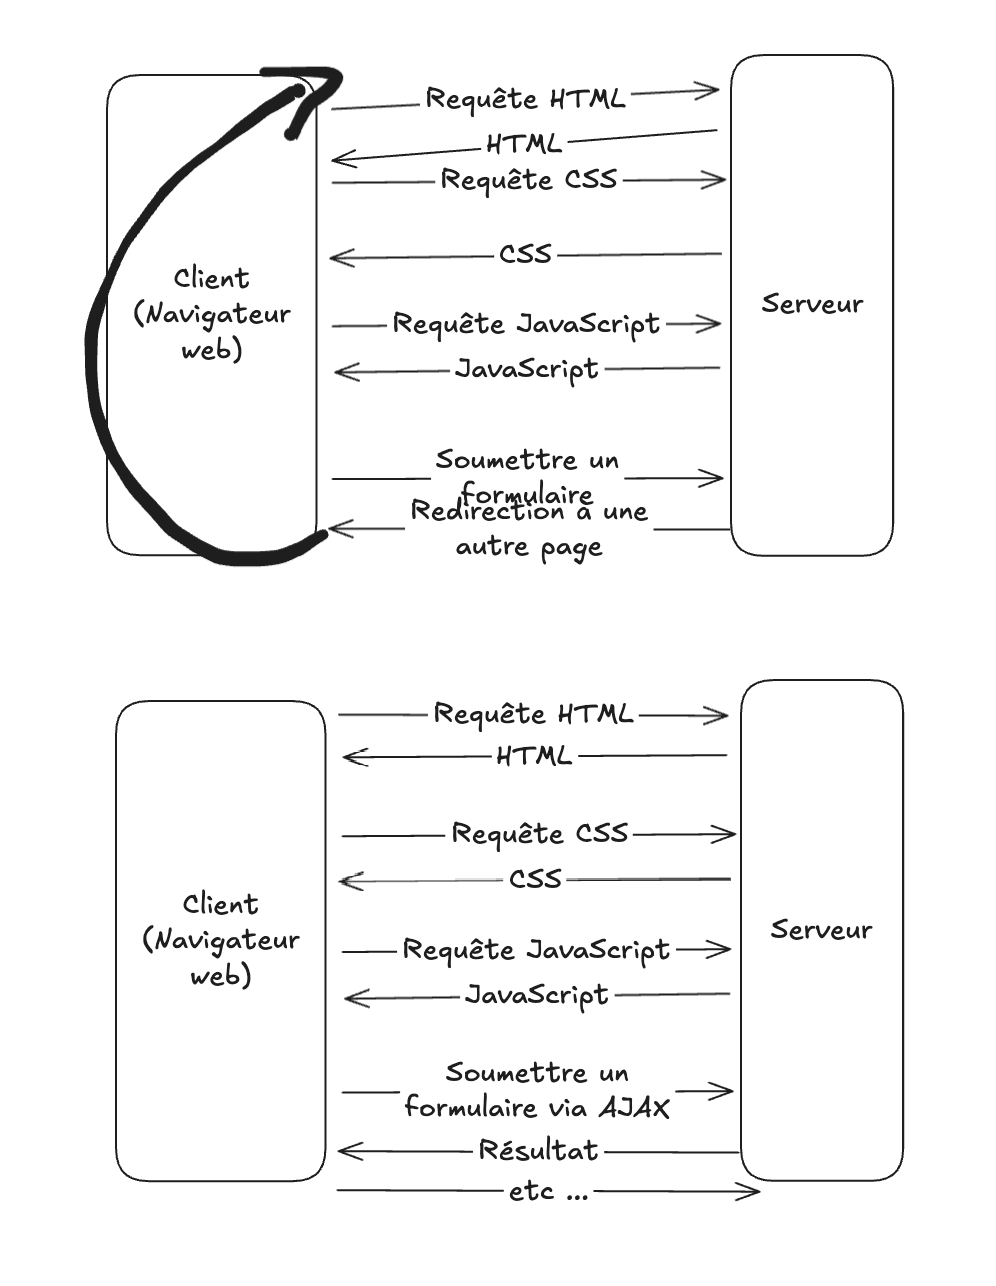 Requête HTML
HTML
Requête CSS
CSS
Client
(Navigateur
web)
Serveur
Requête JavaScript
JavaScript
Soumettre un
formulaire
Redirection à une
autre page
Requête HTML
HTML
Requête CSS
CSS
Client
(Navigateur
web)
Serveur
Requête JavaScript
JavaScript
Soumettre un
formulaire via AJAX
Résultat
etc ...